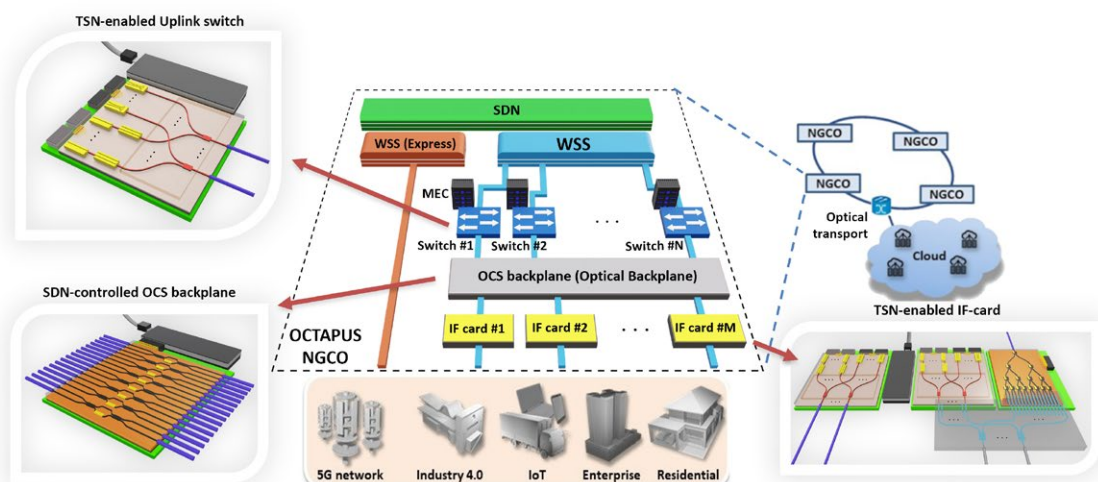 TSN-enabled Uplink switch
SDN
WSS (Express)
WSS
MEC
Switch #1
Switch #2
. . .
Switch #N
OCS backplane (Optical Backplane)
IF card #1
IF card #2
. . .
IF card #M
OCTAPUS
NGCO
SDN-controlled OCS backplane
NGCO
NGCO
NGCO
NGCO
Optical
transport
Cloud
TSN-enabled IF-card
5G network
Industry 4.0
IoT
Enterprise
Residential